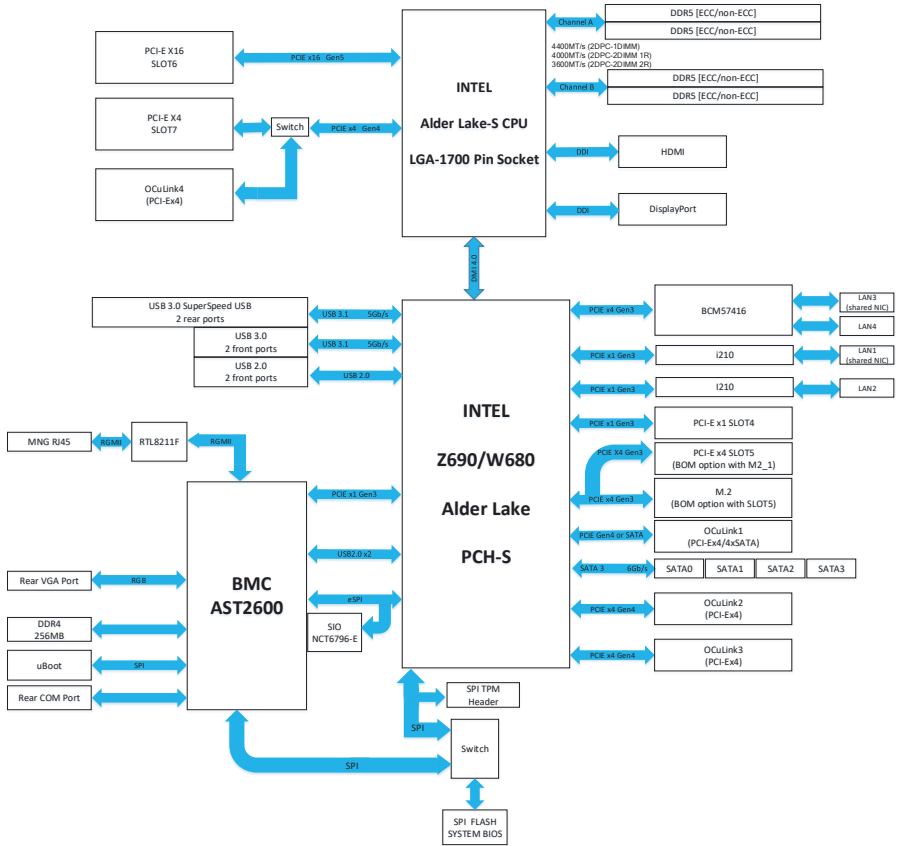 PCI-E X16
SLOT6
PCIE x16 Gen5
PCI-E X4
SLOT7
Switch
PCIE x4 Gen4
OCuLink4
(PCI-Ex4)
INTEL
Alder Lake-S CPU
LGA-1700 Pin Socket
Channel A
DDR5 [ECC/non-ECC]
DDR5 [ECC/non-ECC]
4400MT/s (2DPC-1DIMM)
4000MT/s (2DPC-2DIMM 1R)
3600MT/s (2DPC-2DIMM 2R)
Channel B
DDR5 [ECC/non-ECC]
DDR5 [ECC/non-ECC]
DDI
HDMI
DDI
DisplayPort
DMI 4.0
USB 3.0 SuperSpeed USB
2 rear ports
USB 3.1 5Gb/s
USB 3.0
2 front ports
USB 3.1 5Gb/s
USB 2.0
2 front ports
USB 2.0
INTEL
Z690/W680
Alder Lake
PCH-S
PCIE x4 Gen3
BCM57416
LAN3
(shared NIC)
LAN4
PCIE x1 Gen3
i210
LAN1
(shared NIC)
PCIE x1 Gen3
I210
LAN2
PCIE x1 Gen3
PCI-E x1 SLOT4
PCIE X4 Gen3
PCI-E x4 SLOT5
(BOM option with M2_1)
PCIE x4 Gen3
M.2
(BOM option with SLOT5)
PCIE Gen4 or SATA
OCuLink1
(PCI-Ex4/4xSATA)
SATA 3 6Gb/s
SATA0
SATA1
SATA2
SATA3
PCIE x4 Gen4
OCuLink2
(PCI-Ex4)
PCIE x4 Gen4
OCuLink3
(PCI-Ex4)
MNG RJ45
RGMII
RTL8211F
RGMII
BMC
AST2600
PCIE x1 Gen3
USB2.0 x2
eSPI
SIO
NCT6796-E
Rear VGA Port
RGB
DDR4
256MB
uBoot
SPI
Rear COM Port
SPI TPM
Header
SPI
Switch
SPI
SPI FLASH
SYSTEM BIOS